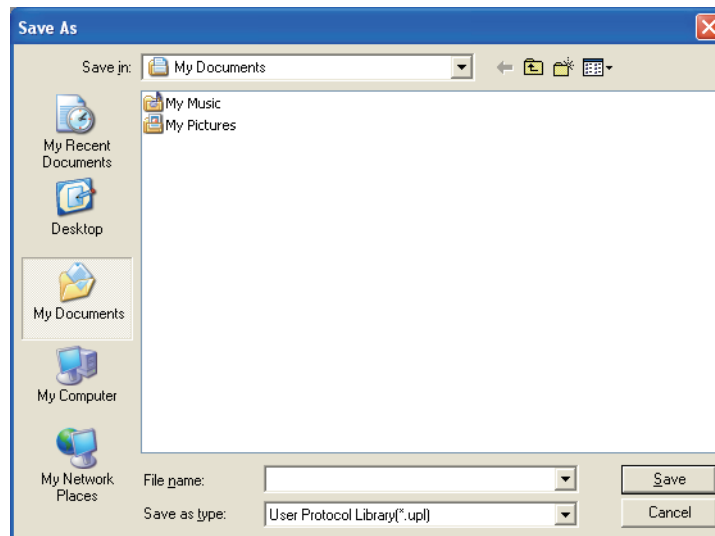 Save As
Save in: My Documents
My Music
My Pictures
My Recent
Documents
Desktop
My Documents
My Computer
My Network
Places
File name:
Save
Save as type: User Protocol Library(*.upl)
Cancel